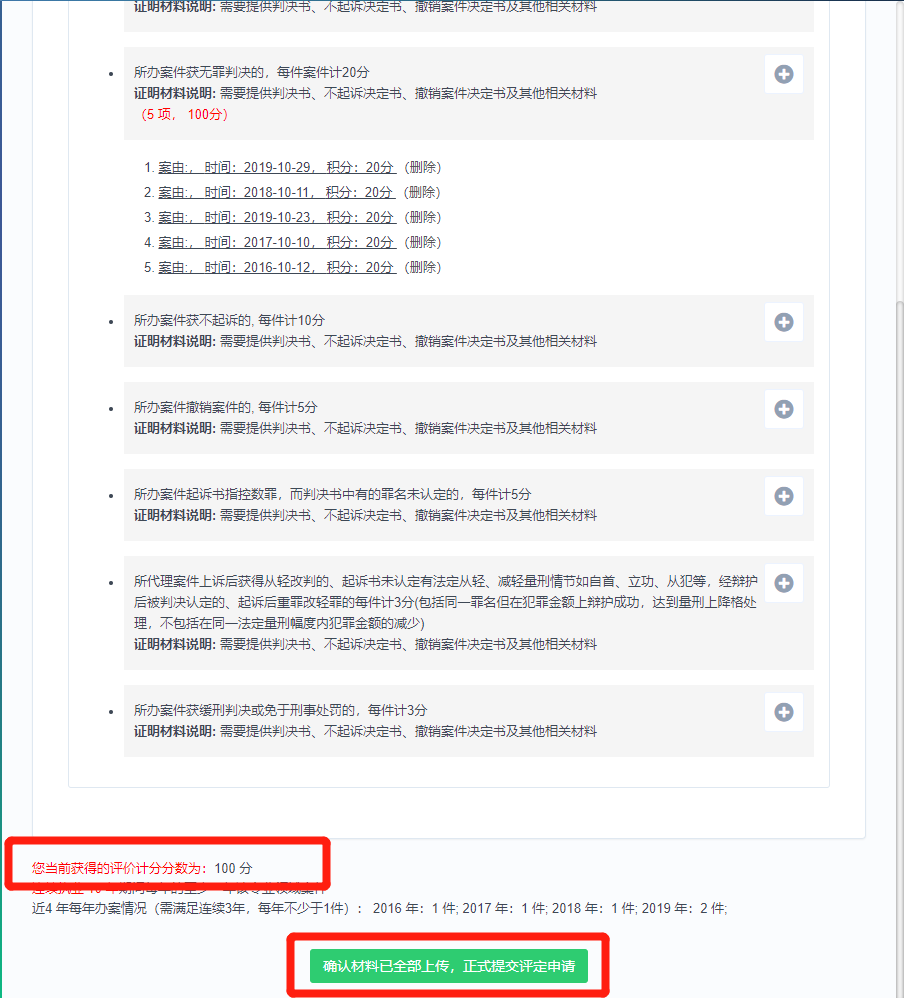 证明材料说明: 需要提供判决书、不起诉决定书、撤销案件决定书及其他相关材料
所办案件获无罪判决的，每件案件计20分
证明材料说明: 需要提供判决书、不起诉决定书、撤销案件决定书及其他相关材料
（5 项， 100分）
1. 案由:， 时间：2019-10-29， 积分：20分 （删除）
2. 案由:， 时间：2018-10-11， 积分：20分 （删除）
3. 案由:， 时间：2019-10-23， 积分：20分 （删除）
4. 案由:， 时间：2017-10-10， 积分：20分 （删除）
5. 案由:， 时间：2016-10-12， 积分：20分 （删除）
所办案件获不起诉的, 每件计10分
证明材料说明: 需要提供判决书、不起诉决定书、撤销案件决定书及其他相关材料
所办案件撤销案件的, 每件计5分
证明材料说明: 需要提供判决书、不起诉决定书、撤销案件决定书及其他相关材料
所办案件起诉书指控数罪，而判决书中有的罪名未认定的，每件计5分
证明材料说明: 需要提供判决书、不起诉决定书、撤销案件决定书及其他相关材料
所代理案件上诉后获得从轻改判的、起诉书未认定有法定从轻、减轻量刑情节如自首、立功、从犯等，经辩护
后被判决认定的、起诉后重罪改轻罪的每件计3分(包括同一罪名但在犯罪金额上辩护成功，达到量刑上降格处
理，不包括在同一法定量刑幅度内犯罪金额的减少)
证明材料说明: 需要提供判决书、不起诉决定书、撤销案件决定书及其他相关材料
所办案件获缓刑判决或免于刑事处罚的，每件计3分
证明材料说明: 需要提供判决书、不起诉决定书、撤销案件决定书及其他相关材料
您当前获得的评价计分分数为：100 分
近4 年每年办案情况（需满足连续3年，每年不少于1件）： 2016 年：1 件; 2017 年：1 件; 2018 年：1 件; 2019 年：2 件;
确认材料已全部上传，正式提交评定申请